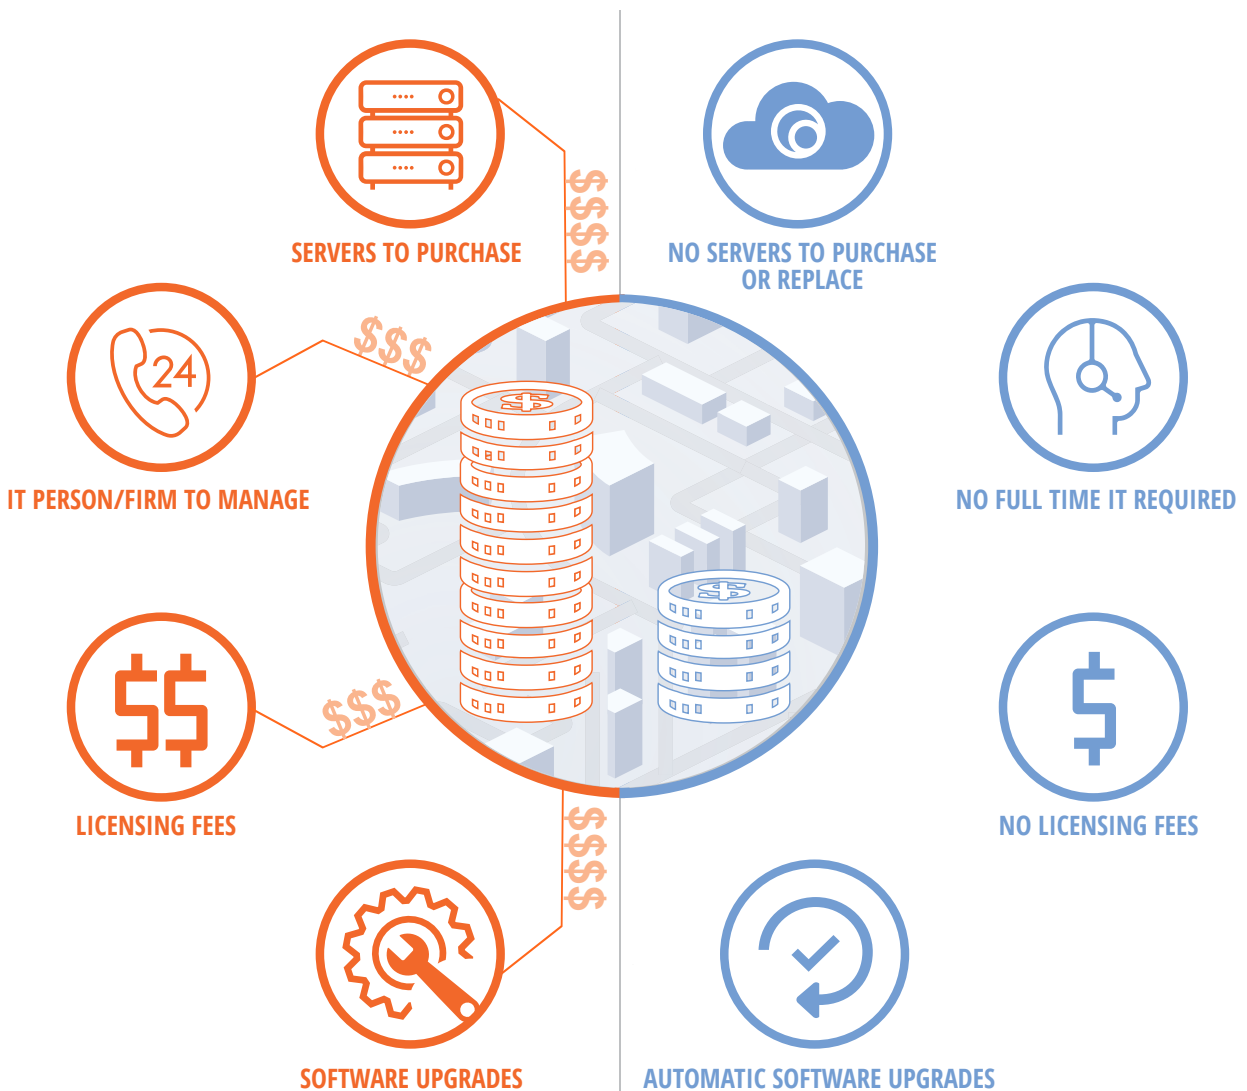 $$$$
SERVERS TO PURCHASE
NO SERVERS TO PURCHASE
OR REPLACE
$$$
24
IT PERSON/FIRM TO MANAGE
NO FULL TIME IT REQUIRED
$
$
$$
$$$
$
LICENSING FEES
NO LICENSING FEES
$$$$
SOFTWARE UPGRADES
AUTOMATIC SOFTWARE UPGRADES